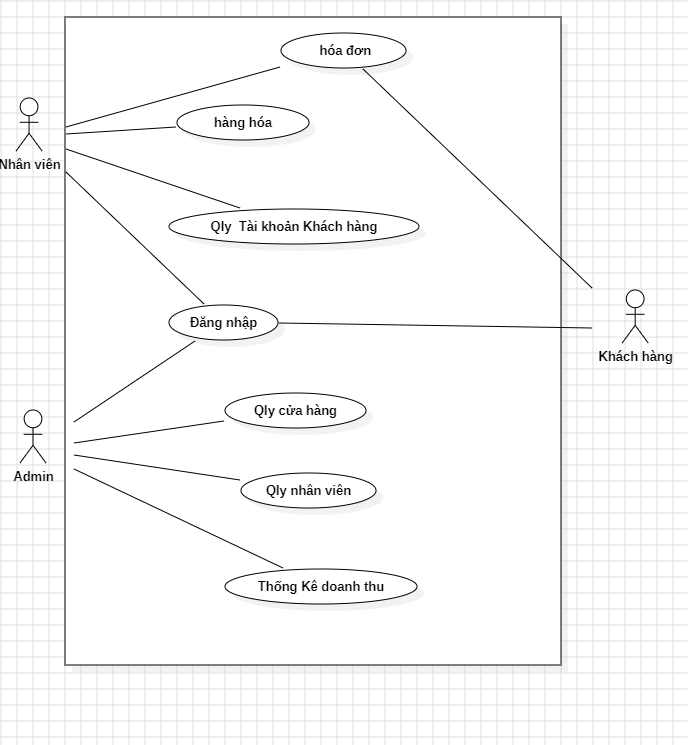 hóa đơn
hàng hóa
Nhân viên
Qly Tài khoản Khách hàng
Đăng nhập
Khách hàng
Qly cửa hàng
Admin
Qly nhân viên
Thống Kê doanh thu